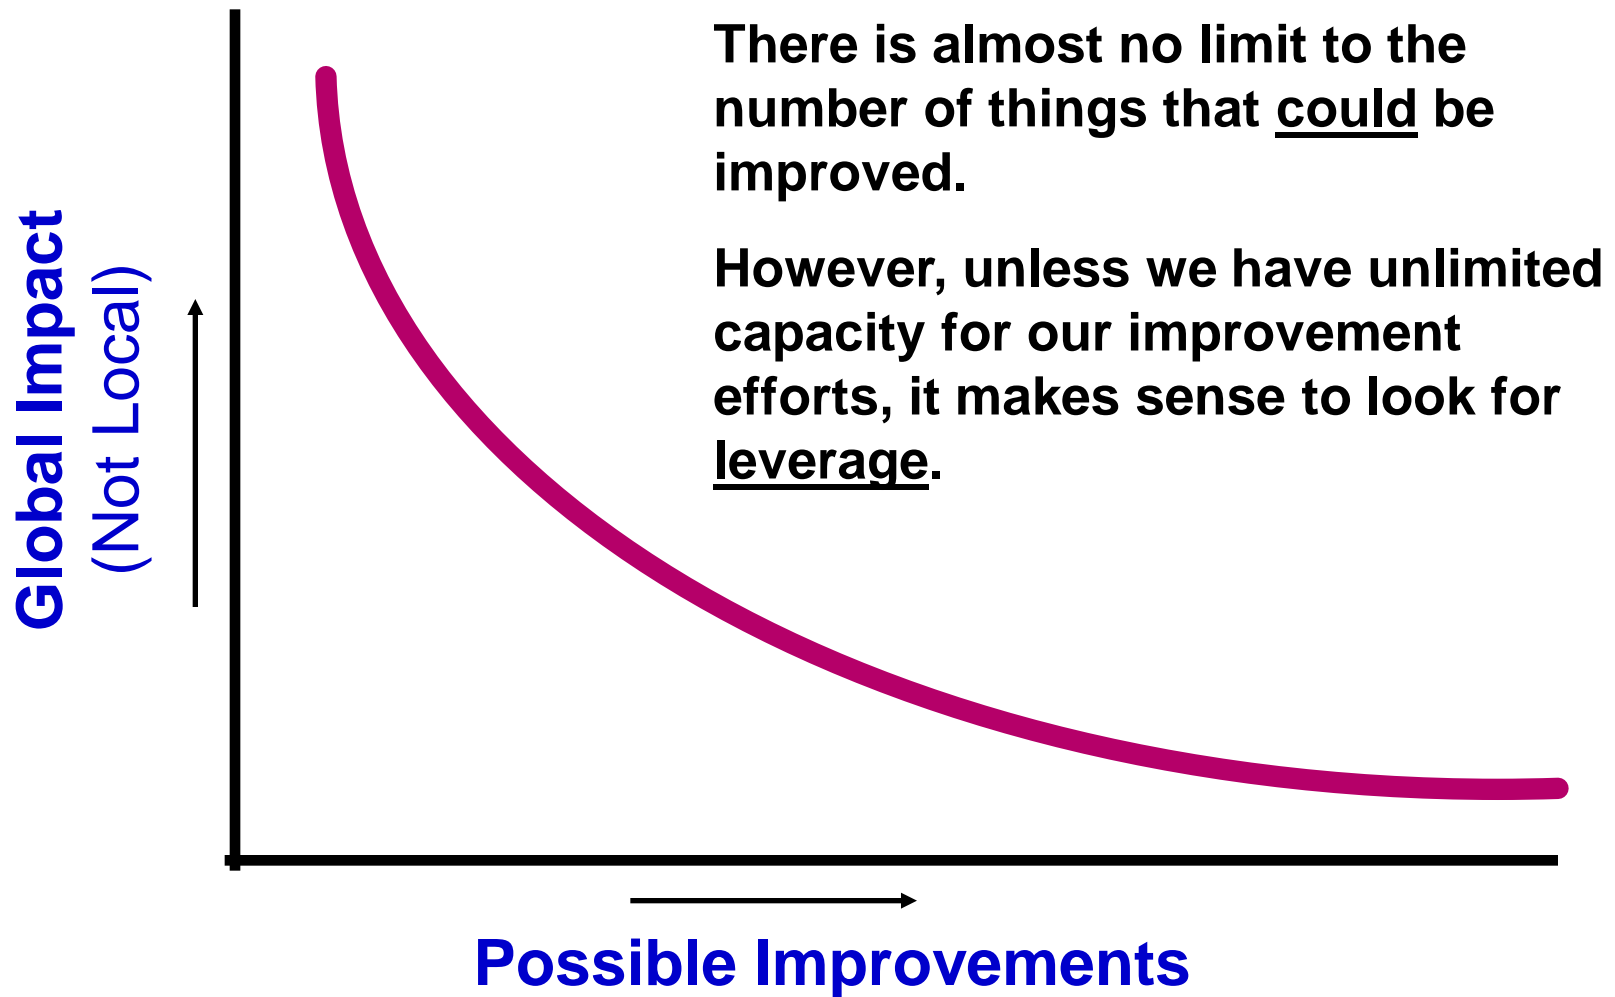 There is almost no limit to the
number of things that could be
improved.
However, unless we have unlimited
capacity for our improvement
efforts, it makes sense to look for
leverage.
Global Impact
(Not Local)
Possible Improvements